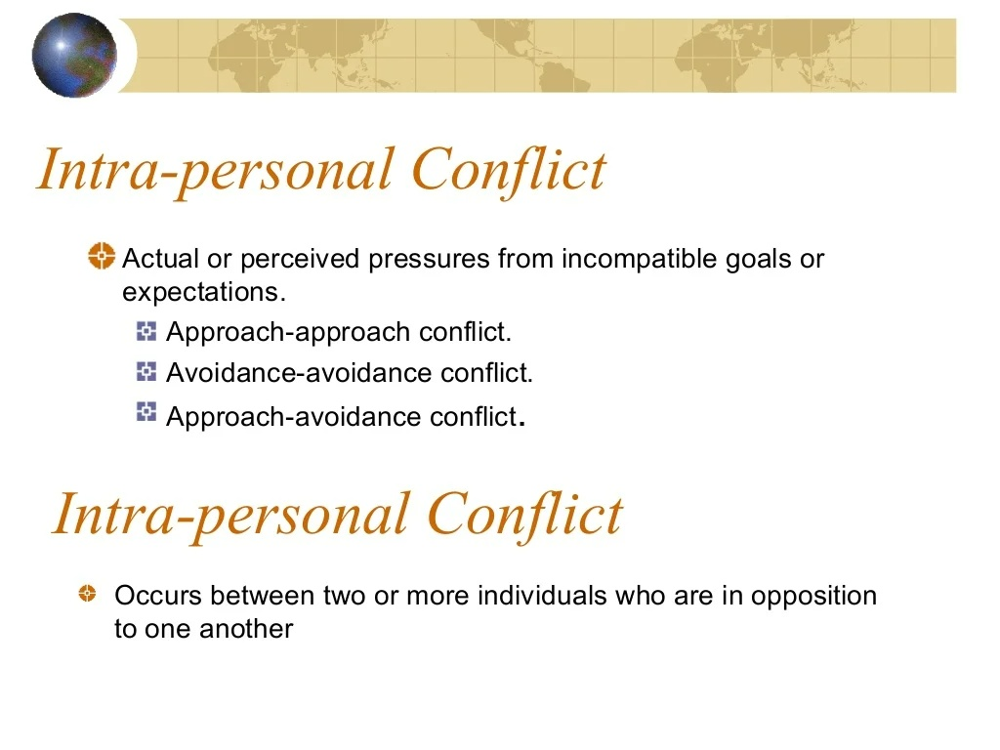 Intra-personal Conflict
Actual or perceived pressures from incompatible goals or
expectations.
Approach-approach conflict.
Avoidance-avoidance conflict.
Approach-avoidance conflict.
Intra-personal Conflict
Occurs between two or more individuals who are in opposition
to one another